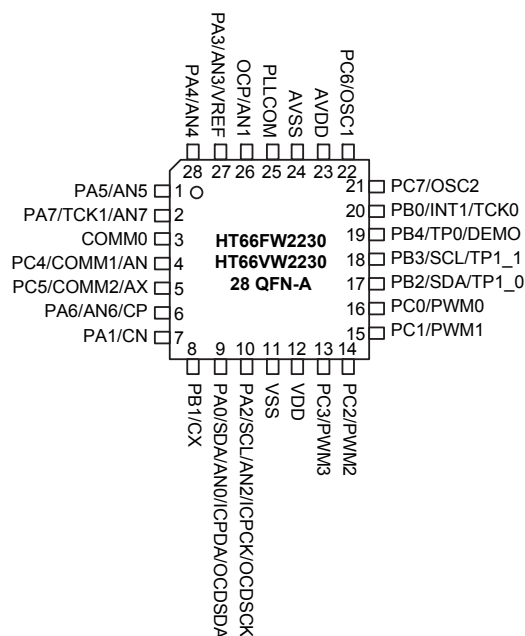 PA4/AN4
PA3/AN3/VREF
OCP/AN1
PLLCOM
AVSS
AVDD
PC6/OSC1
28 27 26 25 24 23 22
PA5/AN5 1
PA7/TCK1/AN7 2
COMM0 3
PC4/COMM1/AN 4
PC5/COMM2/AX 5
PA6/AN6/CP 6
PA1/CN 7
HT66FW2230
HT66VW2230
28 QFN-A
21 PC7/OSC2
20 PB0/INT1/TCK0
19 PB4/TP0/DEMO
18 PB3/SCL/TP1_1
17 PB2/SDA/TP1_0
16 PC0/PWM0
15 PC1/PWM1
8 9 10 11 12 13 14
PB1/CX
PA0/SDA/AN0/ICPDA/OCDSDA
PA2/SCL/AN2/ICPCK/OCDSCK
VSS
VDD
PC3/PWM3
PC2/PWM2